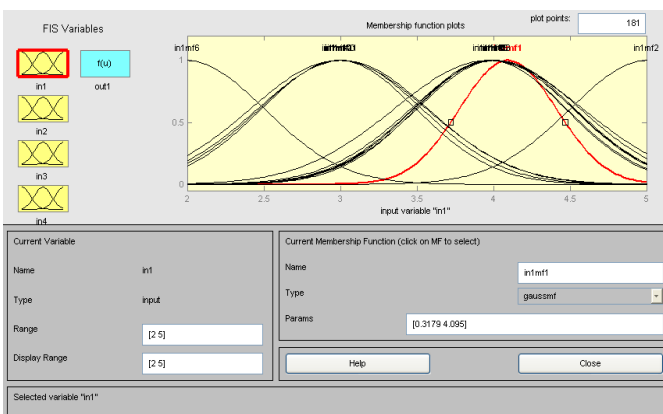 FIS Variables
Membership function plots
plot points:
181
f(u)
in1
out1
in2
in3
in4
in1mf6
in1mf2
1
0.5
0
2
2.5
3
3.5
4
4.5
5
input variable "in1"
Current Variable
Name
in1
Type
input
Range
[2 5]
Display Range
[2 5]
Current Membership Function (click on MF to select)
Name
in1mf1
Type
gaussmf
Params
[0.3179 4.095]
Help
Close
Selected variable "in1"